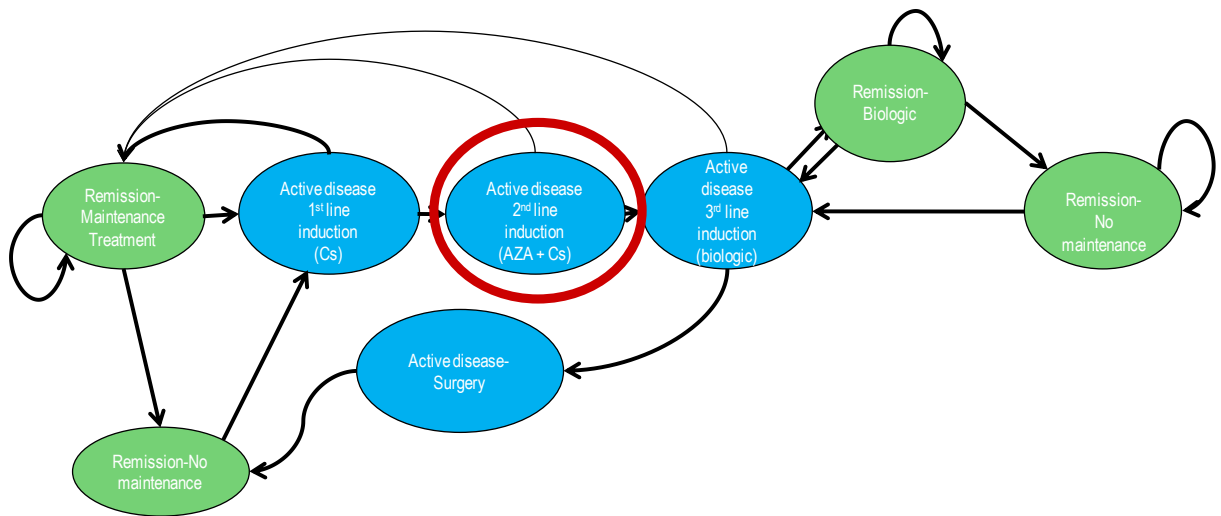 Remission-
Biologic
Remission-
Maintenance
Treatment
Active disease
1st line
induction
(Cs)
Active disease
2nd line
induction
(AZA + Cs)
Active
disease
3rd line
induction
(biologic)
Remission-
No
maintenance
Active disease-
Surgery
Remission-No
maintenance